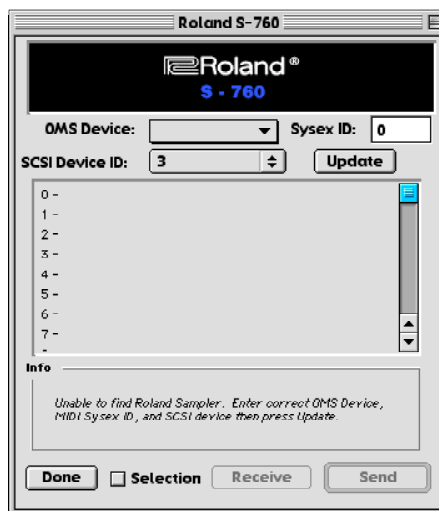 Roland S-760
Roland®
S - 760
OMS Device: Sysex ID: 0
SCSI Device ID: 3 Update
0 -
1 -
2 -
3 -
4 -
5 -
6 -
7 -
Info
Unable to find Roland Sampler. Enter correct OMS Device,
MIDI Sysex ID, and SCSI device then press Update.
Done Selection Receive Send